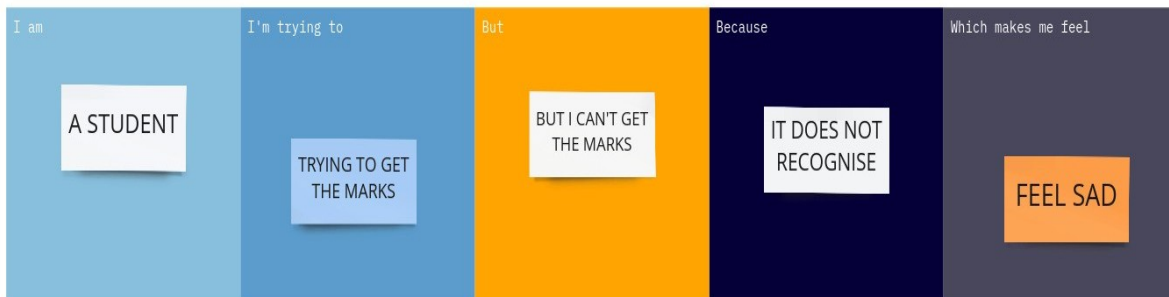 I am
A STUDENT
I'm trying to
TRYING TO GET
THE MARKS
But
BUT I CAN'T GET
THE MARKS
Because
IT DOES NOT
RECOGNISE
Which makes me feel
FEEL SAD